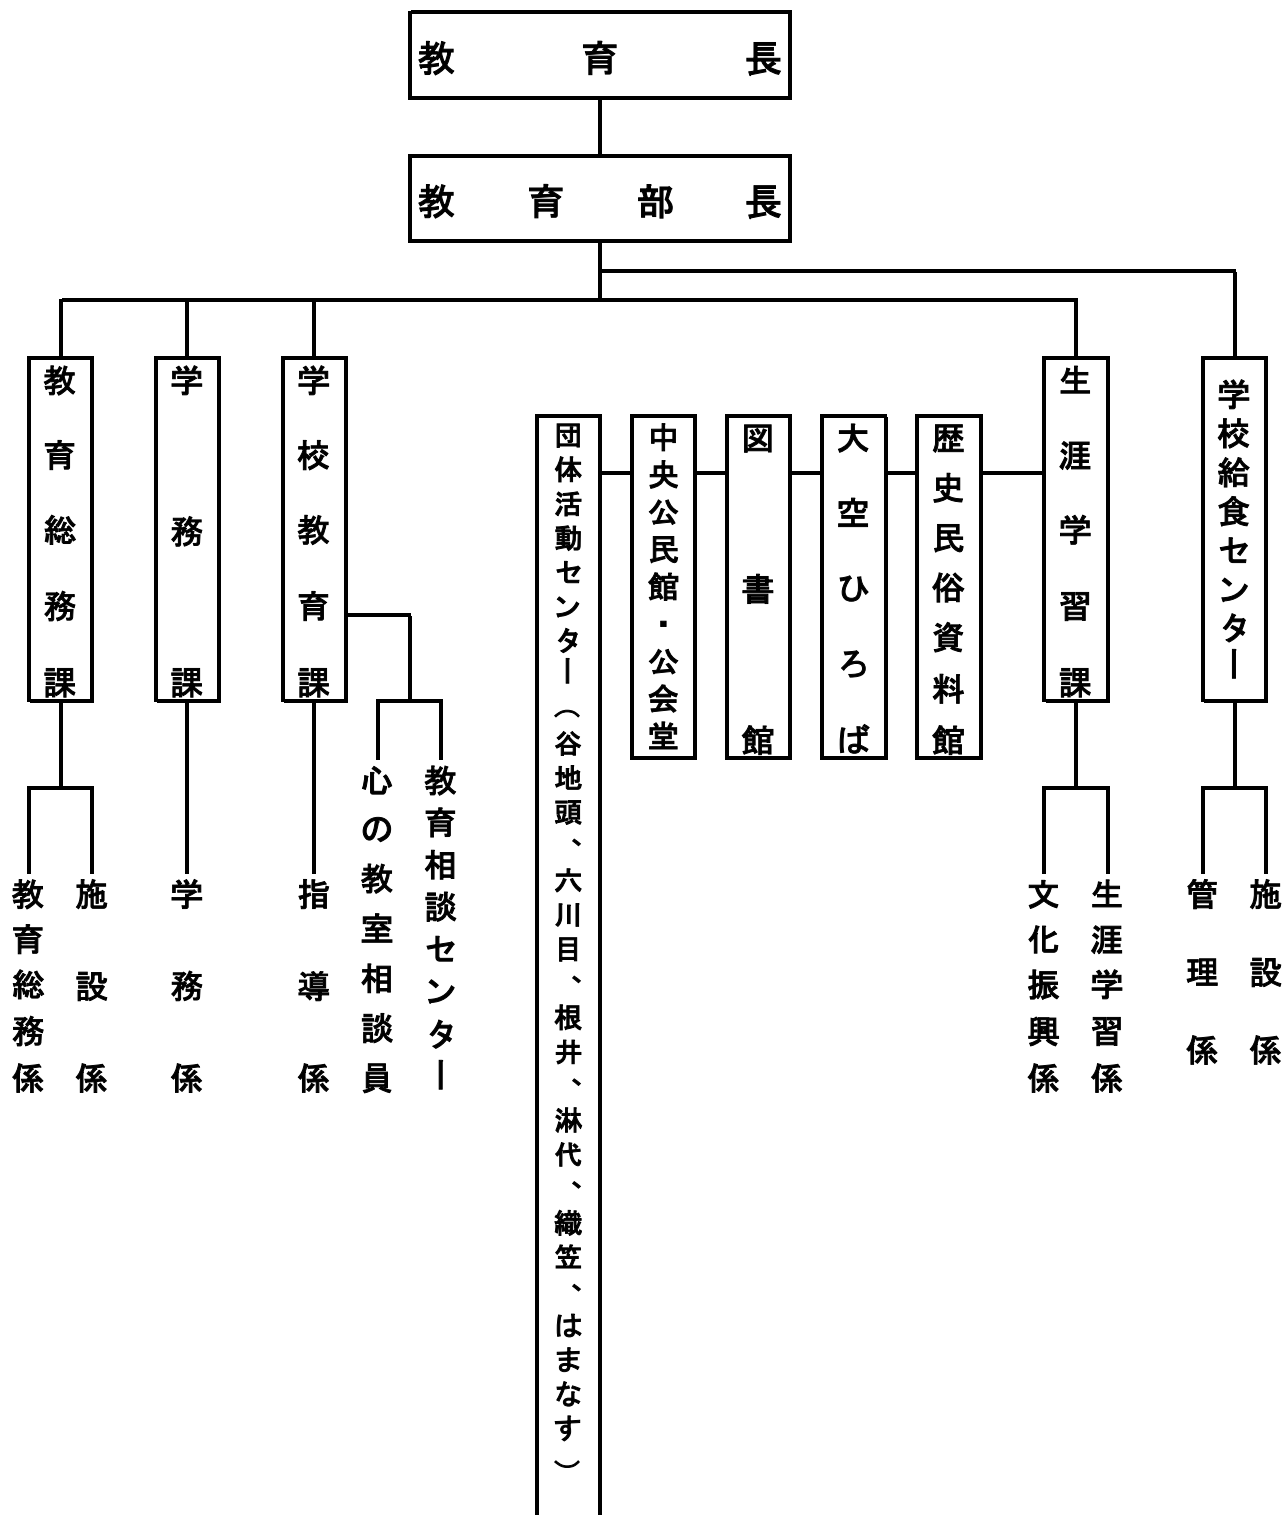 教育長
教育部長
教育総務課
学務課
学校教育課
団体活動センター（谷地頭、六川目、根井、淋代、織笠、はまなす）
中央公民館・公会堂
図書館
大空ひろば
歴史民俗資料館
生涯学習課
学校給食センター
教育総務係
施設係
学務係
指導係
心の教室相談員
教育相談センター
文化振興係
生涯学習係
管理係
施設係